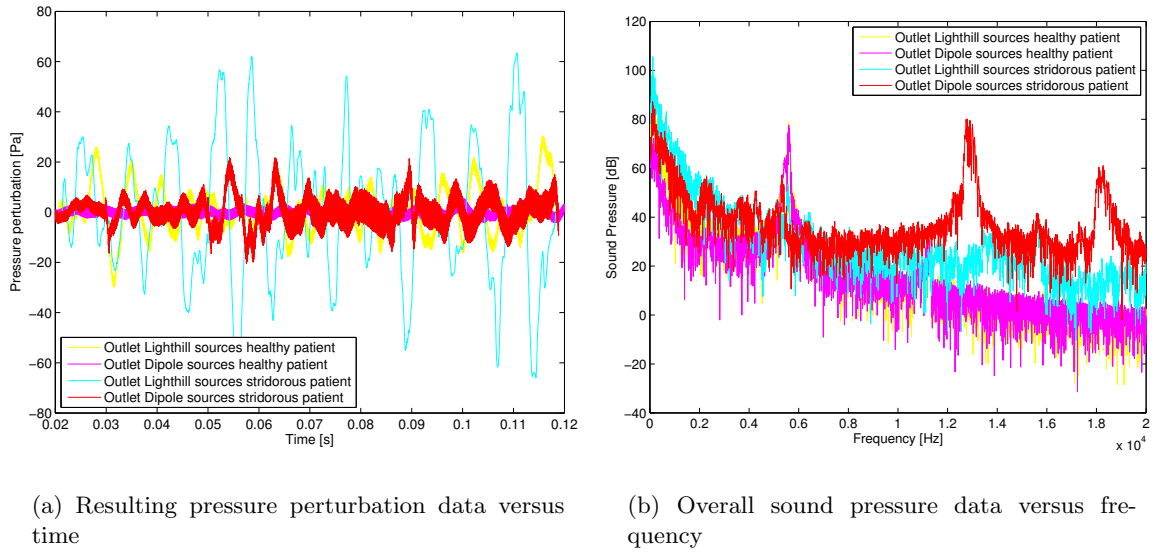 80
60
40
20
0
−20
−40
−60
−80
0.02 0.03 0.04 0.05 0.06 0.07 0.08 0.09 0.1 0.11 0.12
Time [s]
Pressure perturbation [Pa]
Outlet Lighthill sources healthy patient
Outlet Dipole sources healthy patient
Outlet Lighthill sources stridorous patient
Outlet Dipole sources stridorous patient
120
100
80
60
40
20
0
−20
−40
0 0.2 0.4 0.6 0.8 1 1.2 1.4 1.6 1.8 2
x 10^4
Frequency [Hz]
Sound Pressure [dB]
Outlet Lighthill sources healthy patient
Outlet Dipole sources healthy patient
Outlet Lighthill sources stridorous patient
Outlet Dipole sources stridorous patient
(a) Resulting pressure perturbation data versus
time
(b) Overall sound pressure data versus fre-
quency